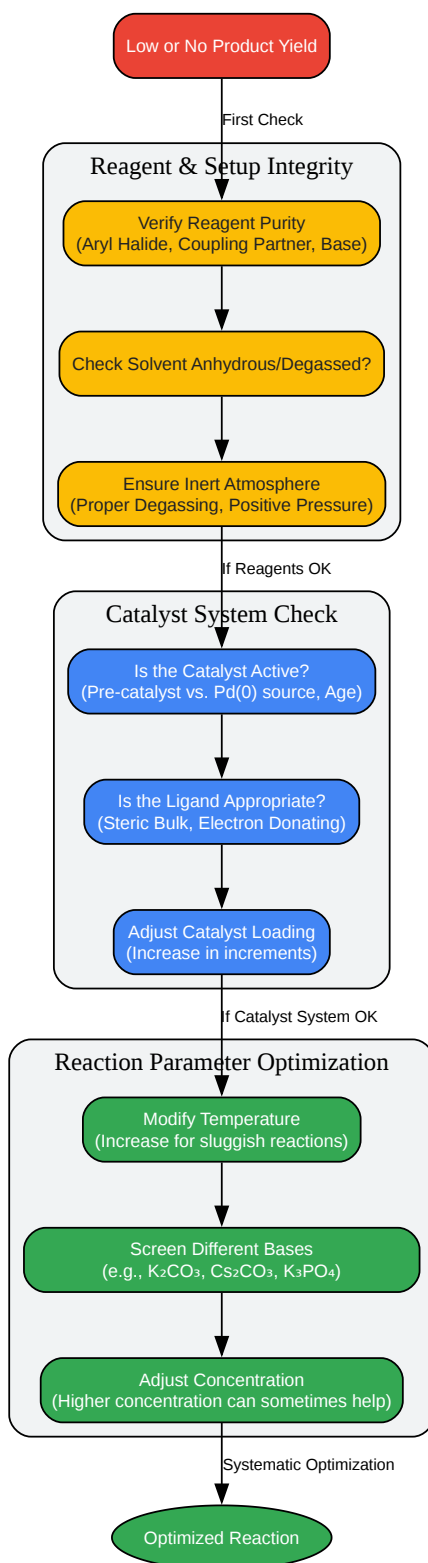 Low or No Product Yield
First Check
Reagent & Setup Integrity
Verify Reagent Purity
(Aryl Halide, Coupling Partner, Base)
Check Solvent Anhydrous/Degassed?
Ensure Inert Atmosphere
(Proper Degassing, Positive Pressure)
If Reagents OK
Catalyst System Check
Is the Catalyst Active?
(Pre-catalyst vs. Pd(0) source, Age)
Is the Ligand Appropriate?
(Steric Bulk, Electron Donating)
Adjust Catalyst Loading
(Increase in increments)
If Catalyst System OK
Reaction Parameter Optimization
Modify Temperature
(Increase for sluggish reactions)
Screen Different Bases
(e.g., K₂CO₃, Cs₂CO₃, K₃PO₄)
Adjust Concentration
(Higher concentration can sometimes help)
Systematic Optimization
Optimized Reaction